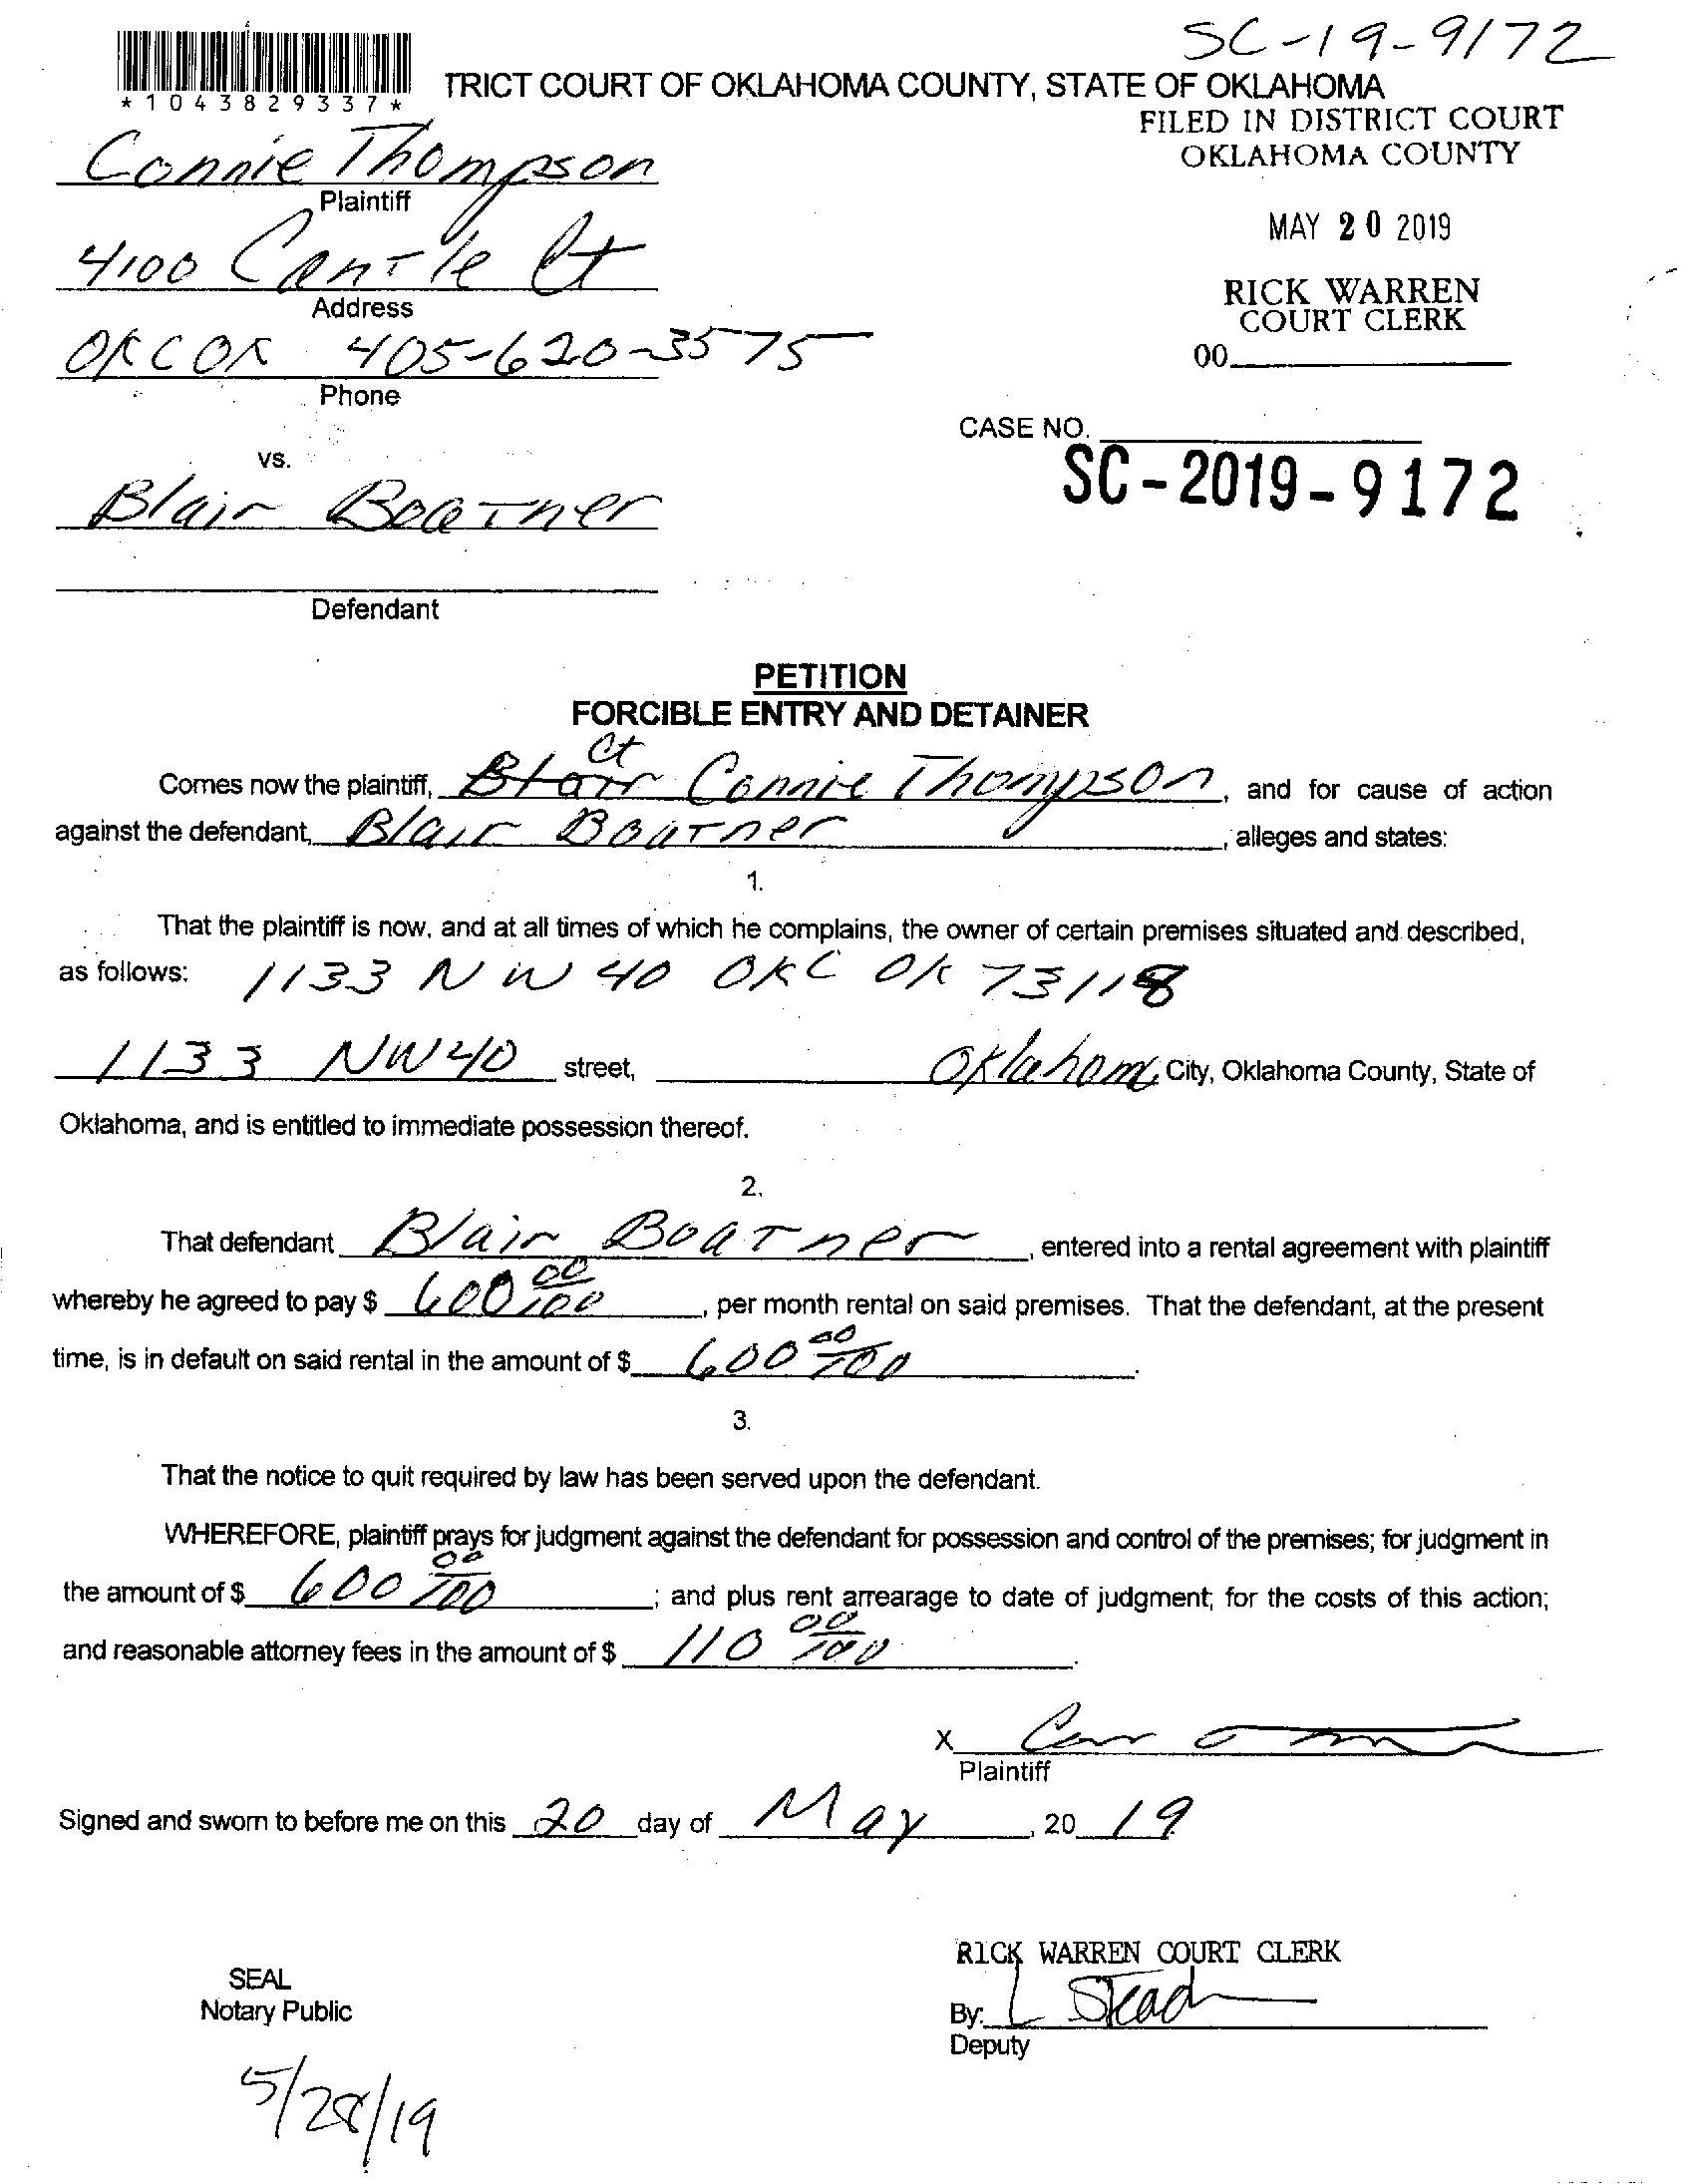 SC-19-9172
*1043829337*
TRICT COURT OF OKLAHOMA COUNTY, STATE OF OKLAHOMA
FILED IN DISTRICT COURT
OKLAHOMA COUNTY
Connie Thompson
Plaintiff
MAY 20 2019
4100 Cantle Ct
Address
RICK WARREN
COURT CLERK
OKC OK 405-620-3575
Phone
00
CASE NO.
SC-2019-9172
vs.
Blair Boatner
Defendant
PETITION
FORCIBLE ENTRY AND DETAINER
Ct
Comes now the plaintiff, Blair Connie Thompson, and for cause of action
against the defendant, Blair Boatner, alleges and states:
1.
That the plaintiff is now, and at all times of which he complains, the owner of certain premises situated and described,
as follows: 1133 NW 40 OKC OK 73118
1133 NW 40 street, Oklahoma City, Oklahoma County, State of
Oklahoma, and is entitled to immediate possession thereof.
2.
That defendant Blair Boatner, entered into a rental agreement with plaintiff
whereby he agreed to pay $ 600 00/100, per month rental on said premises. That the defendant, at the present
time, is in default on said rental in the amount of $ 600 00/100.
3.
That the notice to quit required by law has been served upon the defendant.
WHEREFORE, plaintiff prays for judgment against the defendant for possession and control of the premises; for judgment in
the amount of $ 600 00/100; and plus rent arrearage to date of judgment; for the costs of this action;
and reasonable attorney fees in the amount of $ 110 00/100.
X
Plaintiff
Signed and sworn to before me on this 20 day of May, 20 19
RICK WARREN COURT CLERK
SEAL
Notary Public
By: L Stead
Deputy
5/28/19